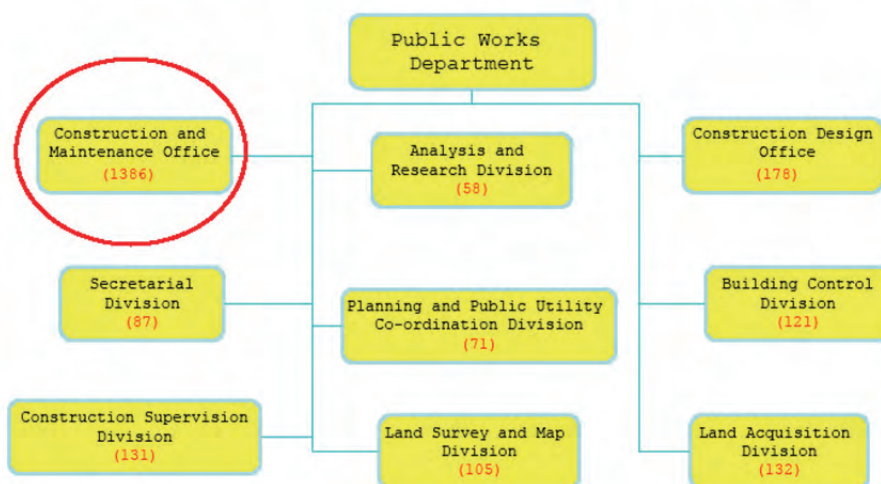 Public Works
Department
Construction and
Maintenance Office
(1386)
Analysis and
Research Division
(58)
Construction Design
Office
(178)
Secretarial
Division
(87)
Planning and Public Utility
Co-ordination Division
(71)
Building Control
Division
(121)
Construction Supervision
Division
(131)
Land Survey and Map
Division
(105)
Land Acquisition
Division
(132)